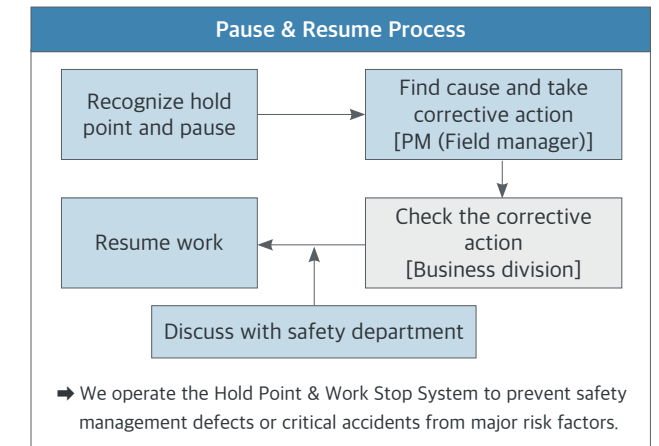 Pause & Resume Process
Recognize hold
point and pause
Find cause and take
corrective action
[PM (Field manager)]
Check the corrective
action
[Business division]
Resume work
Discuss with safety department
➡ We operate the Hold Point & Work Stop System to prevent safety
management defects or critical accidents from major risk factors.